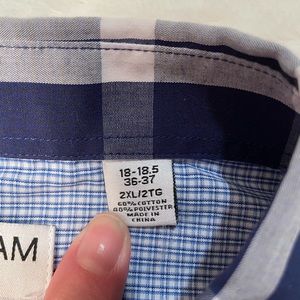 18-18.5
36-37
2XL/2TG
60% COTTON
40% POLYESTER
MADE IN
CHINA
AM